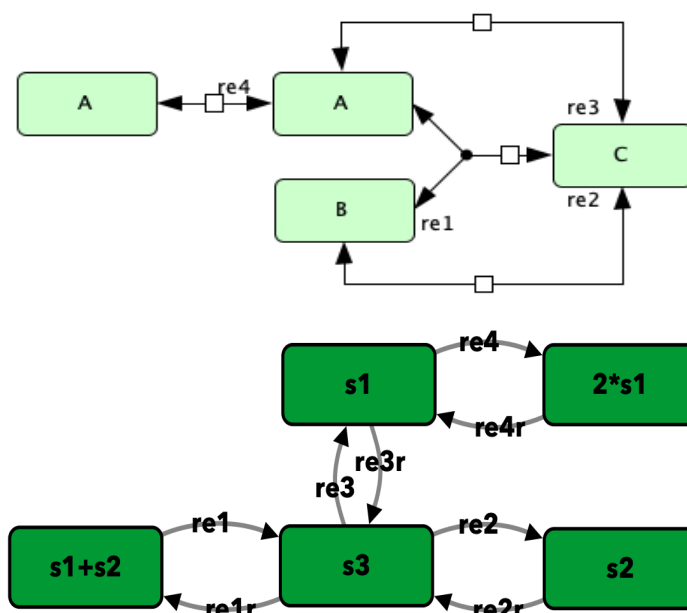 re4
A
A
re3
C
re2
B
re1
re4
s1
2*s1
re4r
re3r
re3
re1
re2
s1+s2
s3
s2
re1r
re2r